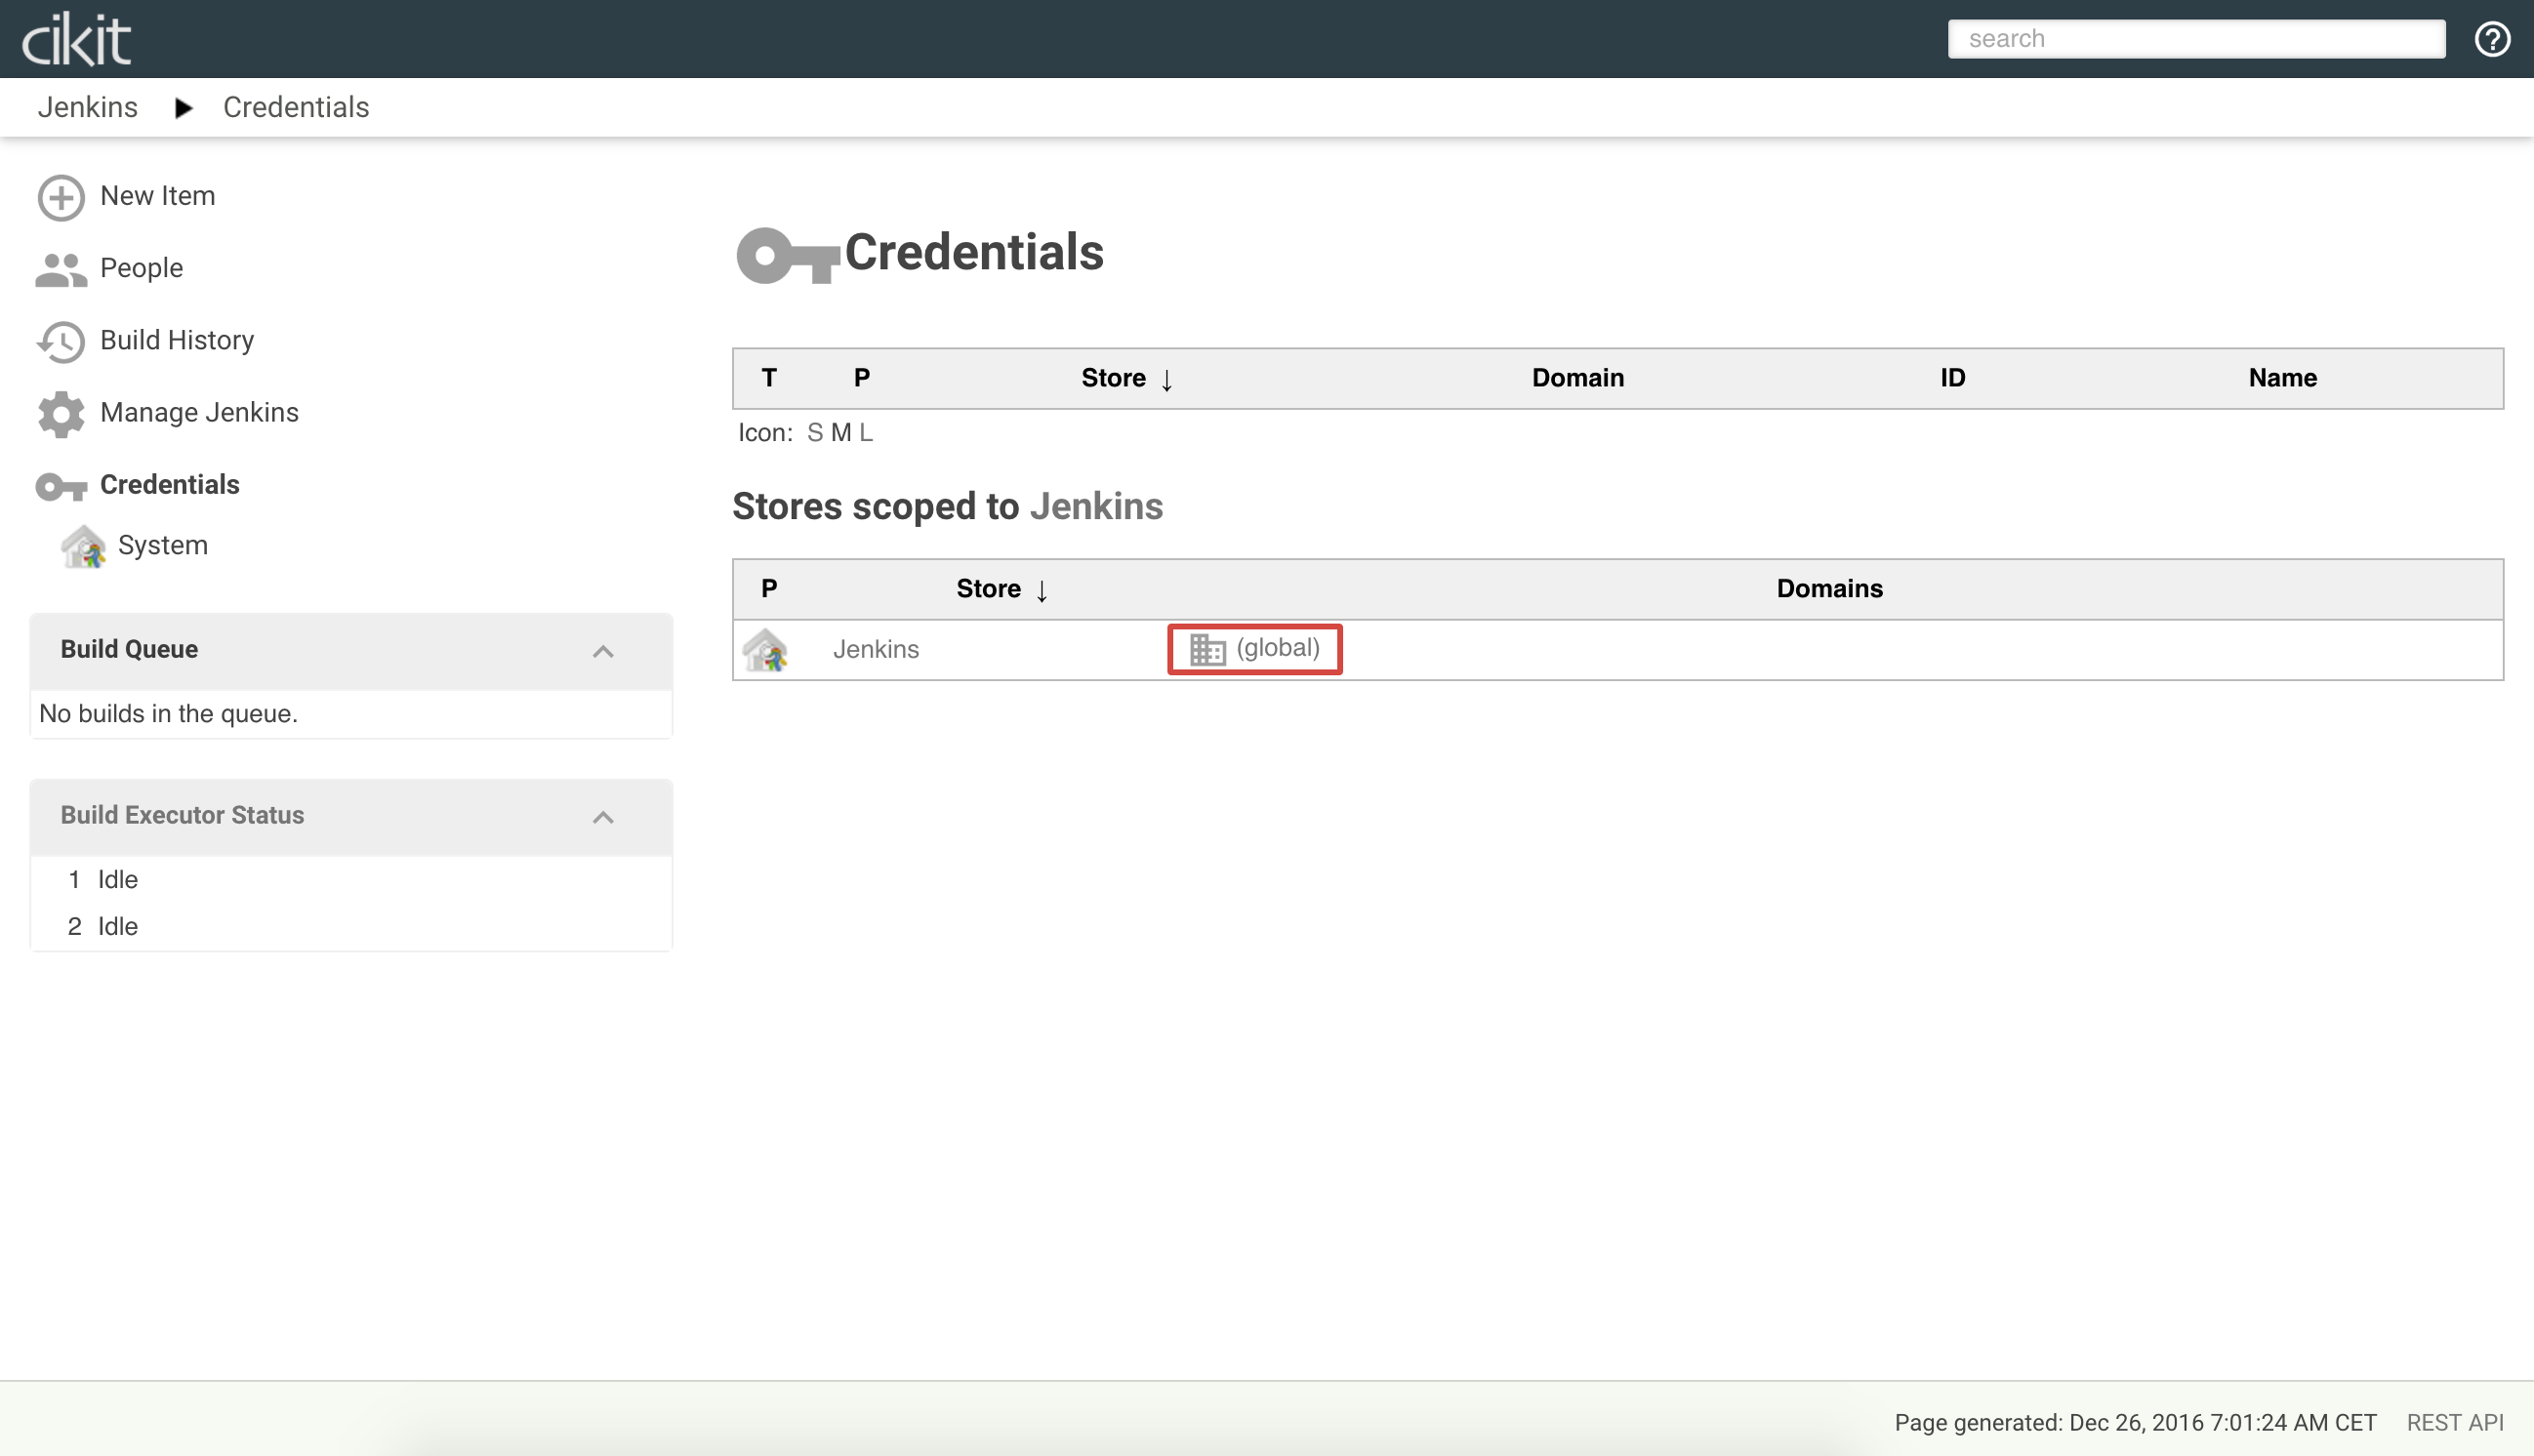 cikit
search
Jenkins ▶ Credentials
New Item
People
Build History
Manage Jenkins
Credentials
System
Build Queue
No builds in the queue.
Build Executor Status
1 Idle
2 Idle
Credentials
T P Store ↓ Domain ID Name
Icon: S M L
Stores scoped to Jenkins
P Store ↓ Domains
Jenkins (global)
Page generated: Dec 26, 2016 7:01:24 AM CET REST API